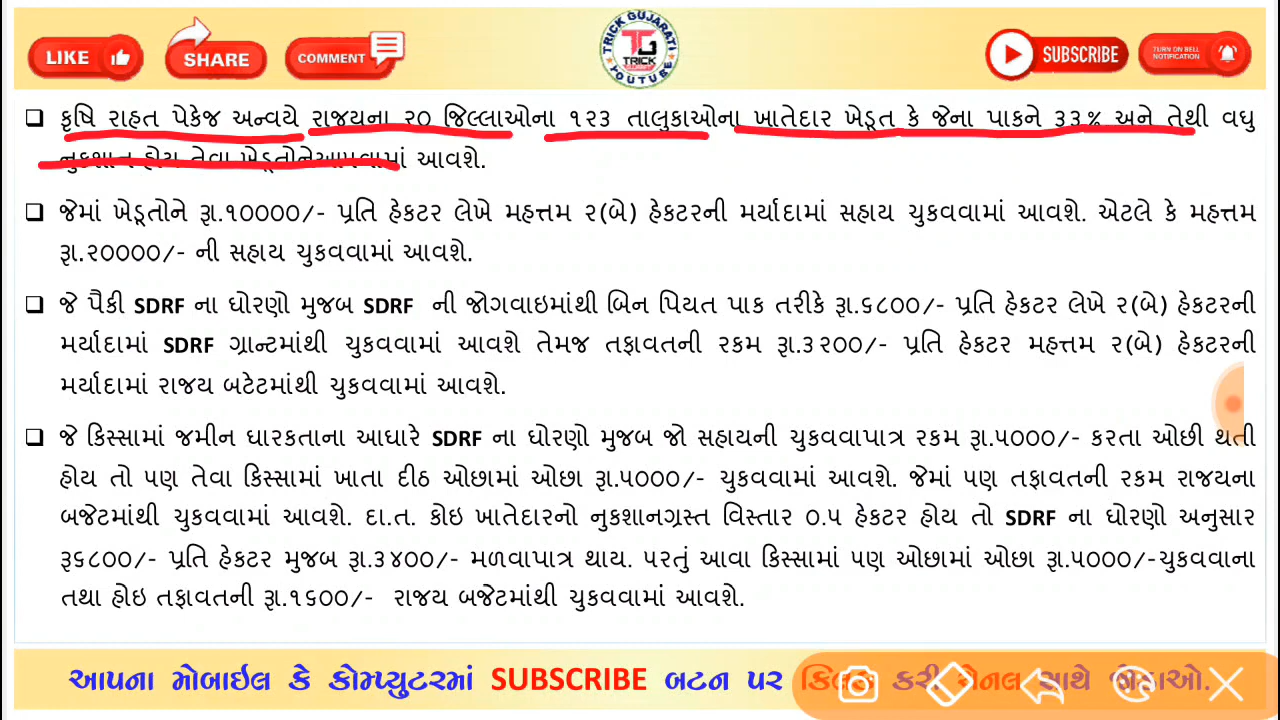 LIKE
SHARE
COMMENT
TRICK GUJARATI
TG
TRICK
YOUTUBE
SUBSCRIBE
TURN ON BELL
NOTIFICATION
❑ કૃષિ રાહત પેકેજ અન્વયે રાજયના ૨૦ જિલ્લાઓના ૧૨૩ તાલુકાઓના ખાતેદાર ખેડૂત કે જેના પાકને ૩૩% અને તેથી વધુ
નુકશાન હોય તેવા ખેડૂતોનેઆપવામાં આવશે.
❑ જેમાં ખેડૂતોને રૂા.૧૦૦૦૦/- પ્રતિ હેકટર લેખે મહત્તમ ૨(બે) હેકટરની મર્યાદામાં સહાય ચુકવવામાં આવશે. એટલે કે મહત્તમ
રૂા.૨૦૦૦૦/- ની સહાય ચુકવવામાં આવશે.
❑ જે પૈકી SDRF ના ધોરણો મુજબ SDRF ની જોગવાઇમાંથી બિન પિયત પાક તરીકે રૂા.૬૮૦૦/- પ્રતિ હેકટર લેખે ૨(બે) હેકટરની
મર્યાદામાં SDRF ગ્રાન્ટમાંથી ચુકવવામાં આવશે તેમજ તફાવતની રકમ રૂા.૩૨૦૦/- પ્રતિ હેકટર મહત્તમ ૨(બે) હેકટરની
મર્યાદામાં રાજય બટેટમાંથી ચુકવવામાં આવશે.
❑ જે કિસ્સામાં જમીન ધારકતાના આધારે SDRF ના ધોરણો મુજબ જો સહાયની ચુકવવાપાત્ર રકમ રૂા.૫૦૦૦/- કરતા ઓછી થતી
હોય તો પણ તેવા કિસ્સામાં ખાતા દીઠ ઓછામાં ઓછા રૂા.૫૦૦૦/- ચુકવવામાં આવશે. જેમાં પણ તફાવતની રકમ રાજયના
બજેટમાંથી ચુકવવામાં આવશે. દા.ત. કોઇ ખાતેદારનો નુકશાનગ્રસ્ત વિસ્તાર ૦.૫ હેકટર હોય તો SDRF ના ધોરણો અનુસાર
રૂ૬૮૦૦/- પ્રતિ હેકટર મુજબ રૂા.૩૪૦૦/- મળવાપાત્ર થાય. પરતું આવા કિસ્સામાં પણ ઓછામાં ઓછા રૂા.૫૦૦૦/-ચુકવવાના
તથા હોઇ તફાવતની રૂા.૧૬૦૦/- રાજય બજેટમાંથી ચુકવવામાં આવશે.
આપના મોબાઇલ કે કોમ્પ્યુટરમાં SUBSCRIBE બટન પર ક્લિક કરી ચેનલ સાથે જોડાઓ.